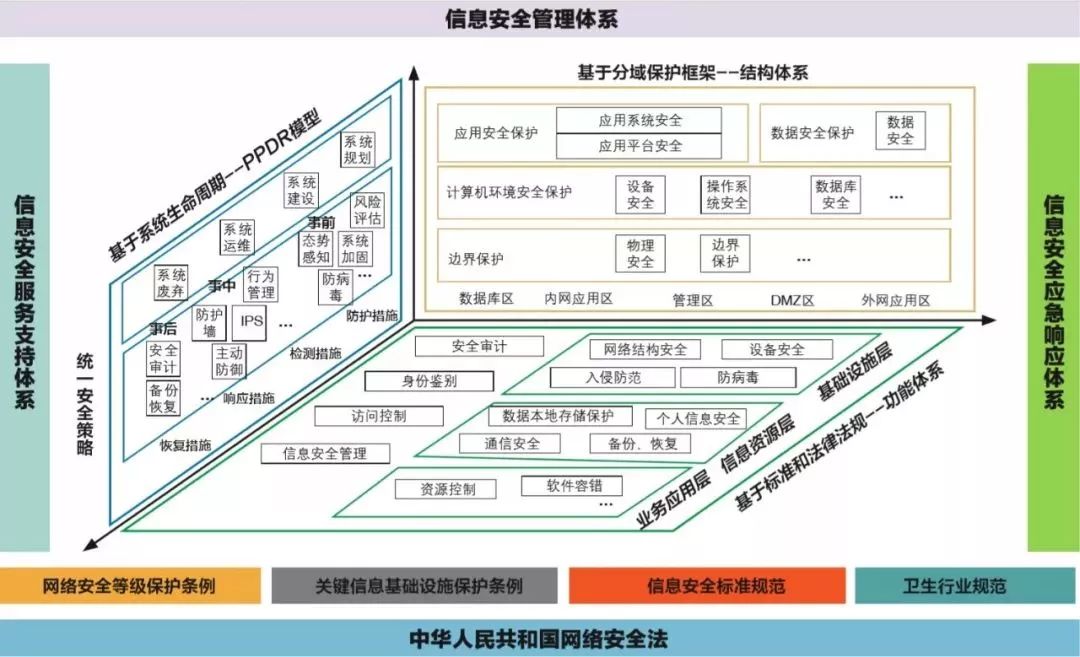 信息安全管理体系
信息安全服务支持体系
统一安全策略
基于系统生命周期--PPDR模型
系统
规划
系统
建设
系统
运维
系统
废弃
风险
评估
事前
态势
感知
系统
加固
防病
毒
...
防护措施
事中
行为
管理
防护
墙
IPS
...
检测措施
事后
安全
审计
主动
防御
备份
恢复
...
响应措施
恢复措施
基于分域保护框架--结构体系
应用安全保护
应用系统安全
应用平台安全
数据安全保护
数据
安全
计算机环境安全保护
设备
安全
操作系
统安全
数据库
安全
...
边界保护
物理
安全
边界
保护
...
数据库区
内网应用区
管理区
DMZ区
外网应用区
安全审计
身份鉴别
访问控制
信息安全管理
网络结构安全
设备安全
入侵防范
防病毒
基础设施层
数据本地存储保护
个人信息安全
通信安全
备份、恢复
信息资源层
资源控制
软件容错
...
业务应用层
基于标准和法律法规--功能体系
信息安全应急响应体系
网络安全等级保护条例
关键信息基础设施保护条例
信息安全标准规范
卫生行业规范
中华人民共和国网络安全法